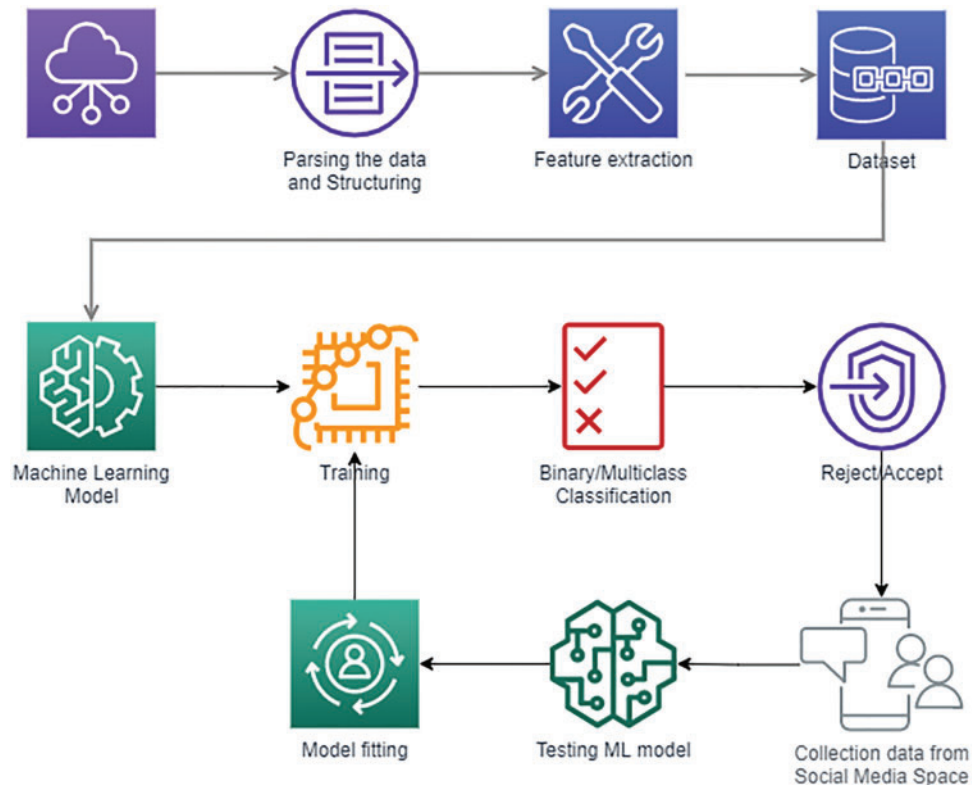 Parsing the data
and Structuring
Feature extraction
Dataset
Machine Learning
Model
Training
Binary/Multiclass
Classification
Reject/Accept
Model fitting
Testing ML model
Collection data from
Social Media Space